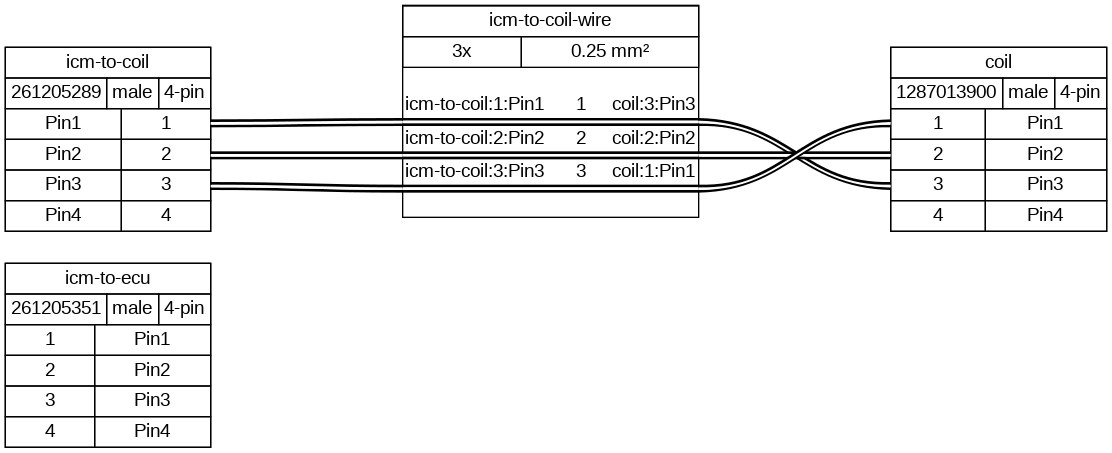 icm-to-coil
261205289 male 4-pin
Pin1 1
Pin2 2
Pin3 3
Pin4 4
icm-to-coil-wire
3x 0.25 mm²
icm-to-coil:1:Pin1 1 coil:3:Pin3
icm-to-coil:2:Pin2 2 coil:2:Pin2
icm-to-coil:3:Pin3 3 coil:1:Pin1
coil
1287013900 male 4-pin
1 Pin1
2 Pin2
3 Pin3
4 Pin4
icm-to-ecu
261205351 male 4-pin
1 Pin1
2 Pin2
3 Pin3
4 Pin4